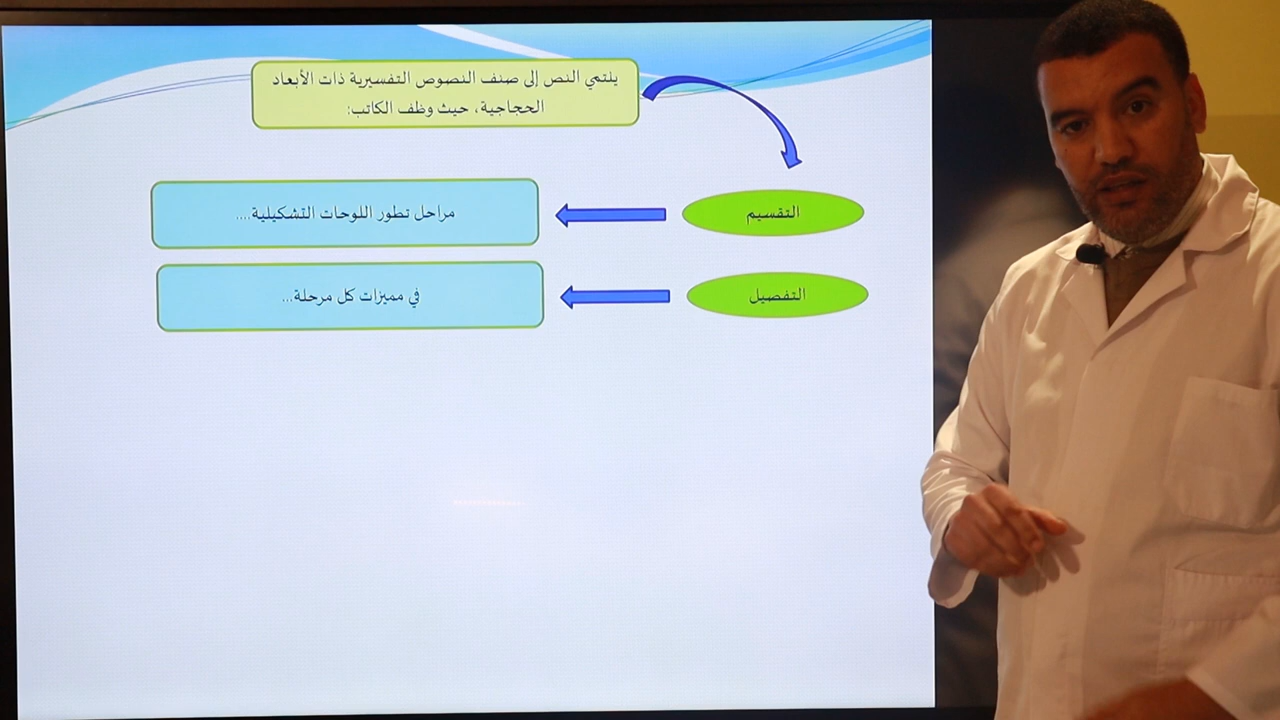 ينتمي النص إلى صنف النصوص التفسيرية ذات الأبعاد
الحجاجية، حيث وظف الكاتب:
التقسيم
مراحل تطور اللوحات التشكيلية....
التفصيل
في مميزات كل مرحلة...